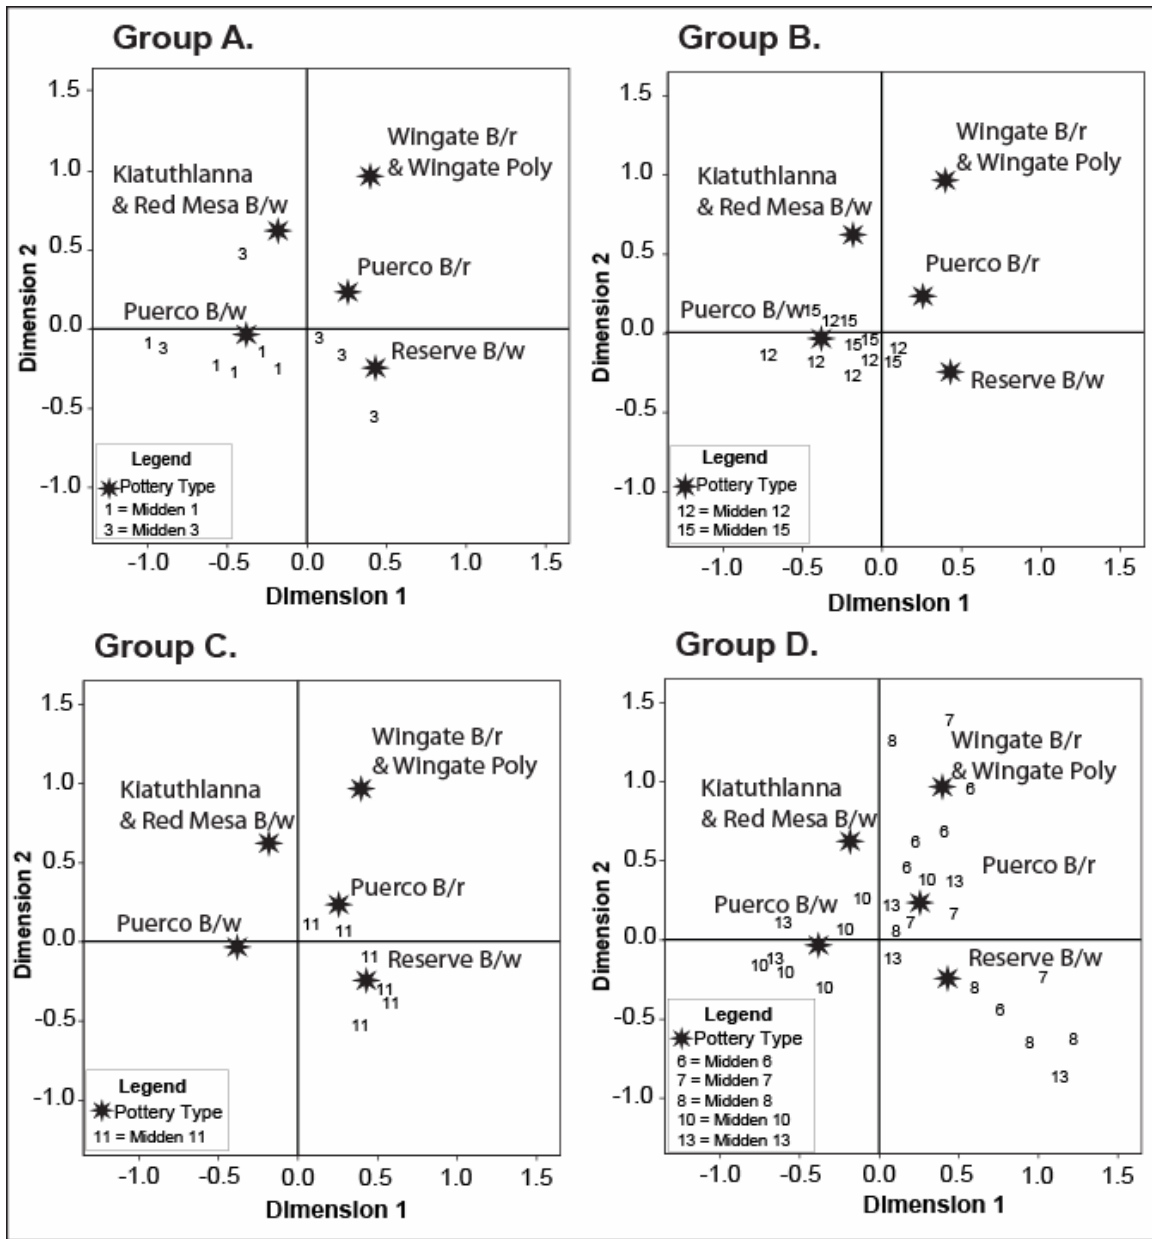 Group A.
1.5
1.0
0.5
0.0
-0.5
-1.0
Dimension 2
Wingate B/r
& Wingate Poly
Kiatuthlanna
& Red Mesa B/w
3
Puerco B/r
Puerco B/w
1 3 1 1 1 1 3 3
Reserve B/w
3
Legend
Pottery Type
1 = Midden 1
3 = Midden 3
-1.0 -0.5 0.0 0.5 1.0 1.5
Dimension 1
Group B.
1.5
1.0
0.5
0.0
-0.5
-1.0
Dimension 2
Wingate B/r
& Wingate Poly
Kiatuthlanna
& Red Mesa B/w
Puerco B/r
Puerco B/w 15
12 15
15 15 12
12 12 12 15
12
Reserve B/w
Legend
Pottery Type
12 = Midden 12
15 = Midden 15
-1.0 -0.5 0.0 0.5 1.0 1.5
Dimension 1
Group C.
1.5
1.0
0.5
0.0
-0.5
-1.0
Dimension 2
Wingate B/r
& Wingate Poly
Kiatuthlanna
& Red Mesa B/w
Puerco B/r
Puerco B/w
11 11
11 Reserve B/w
11
11
11
Legend
Pottery Type
11 = Midden 11
-1.0 -0.5 0.0 0.5 1.0 1.5
Dimension 1
Group D.
1.5
1.0
0.5
0.0
-0.5
-1.0
Dimension 2
7
8
Wingate B/r
& Wingate Poly
6
Kiatuthlanna
& Red Mesa B/w
6
6
6 Puerco B/r
10 13
10
Puerco B/w 13 7
13 10 8 7
10 13 13
10 10
Reserve B/w
7
8
6
8 8
13
Legend
Pottery Type
6 = Midden 6
7 = Midden 7
8 = Midden 8
10 = Midden 10
13 = Midden 13
-1.0 -0.5 0.0 0.5 1.0 1.5
Dimension 1